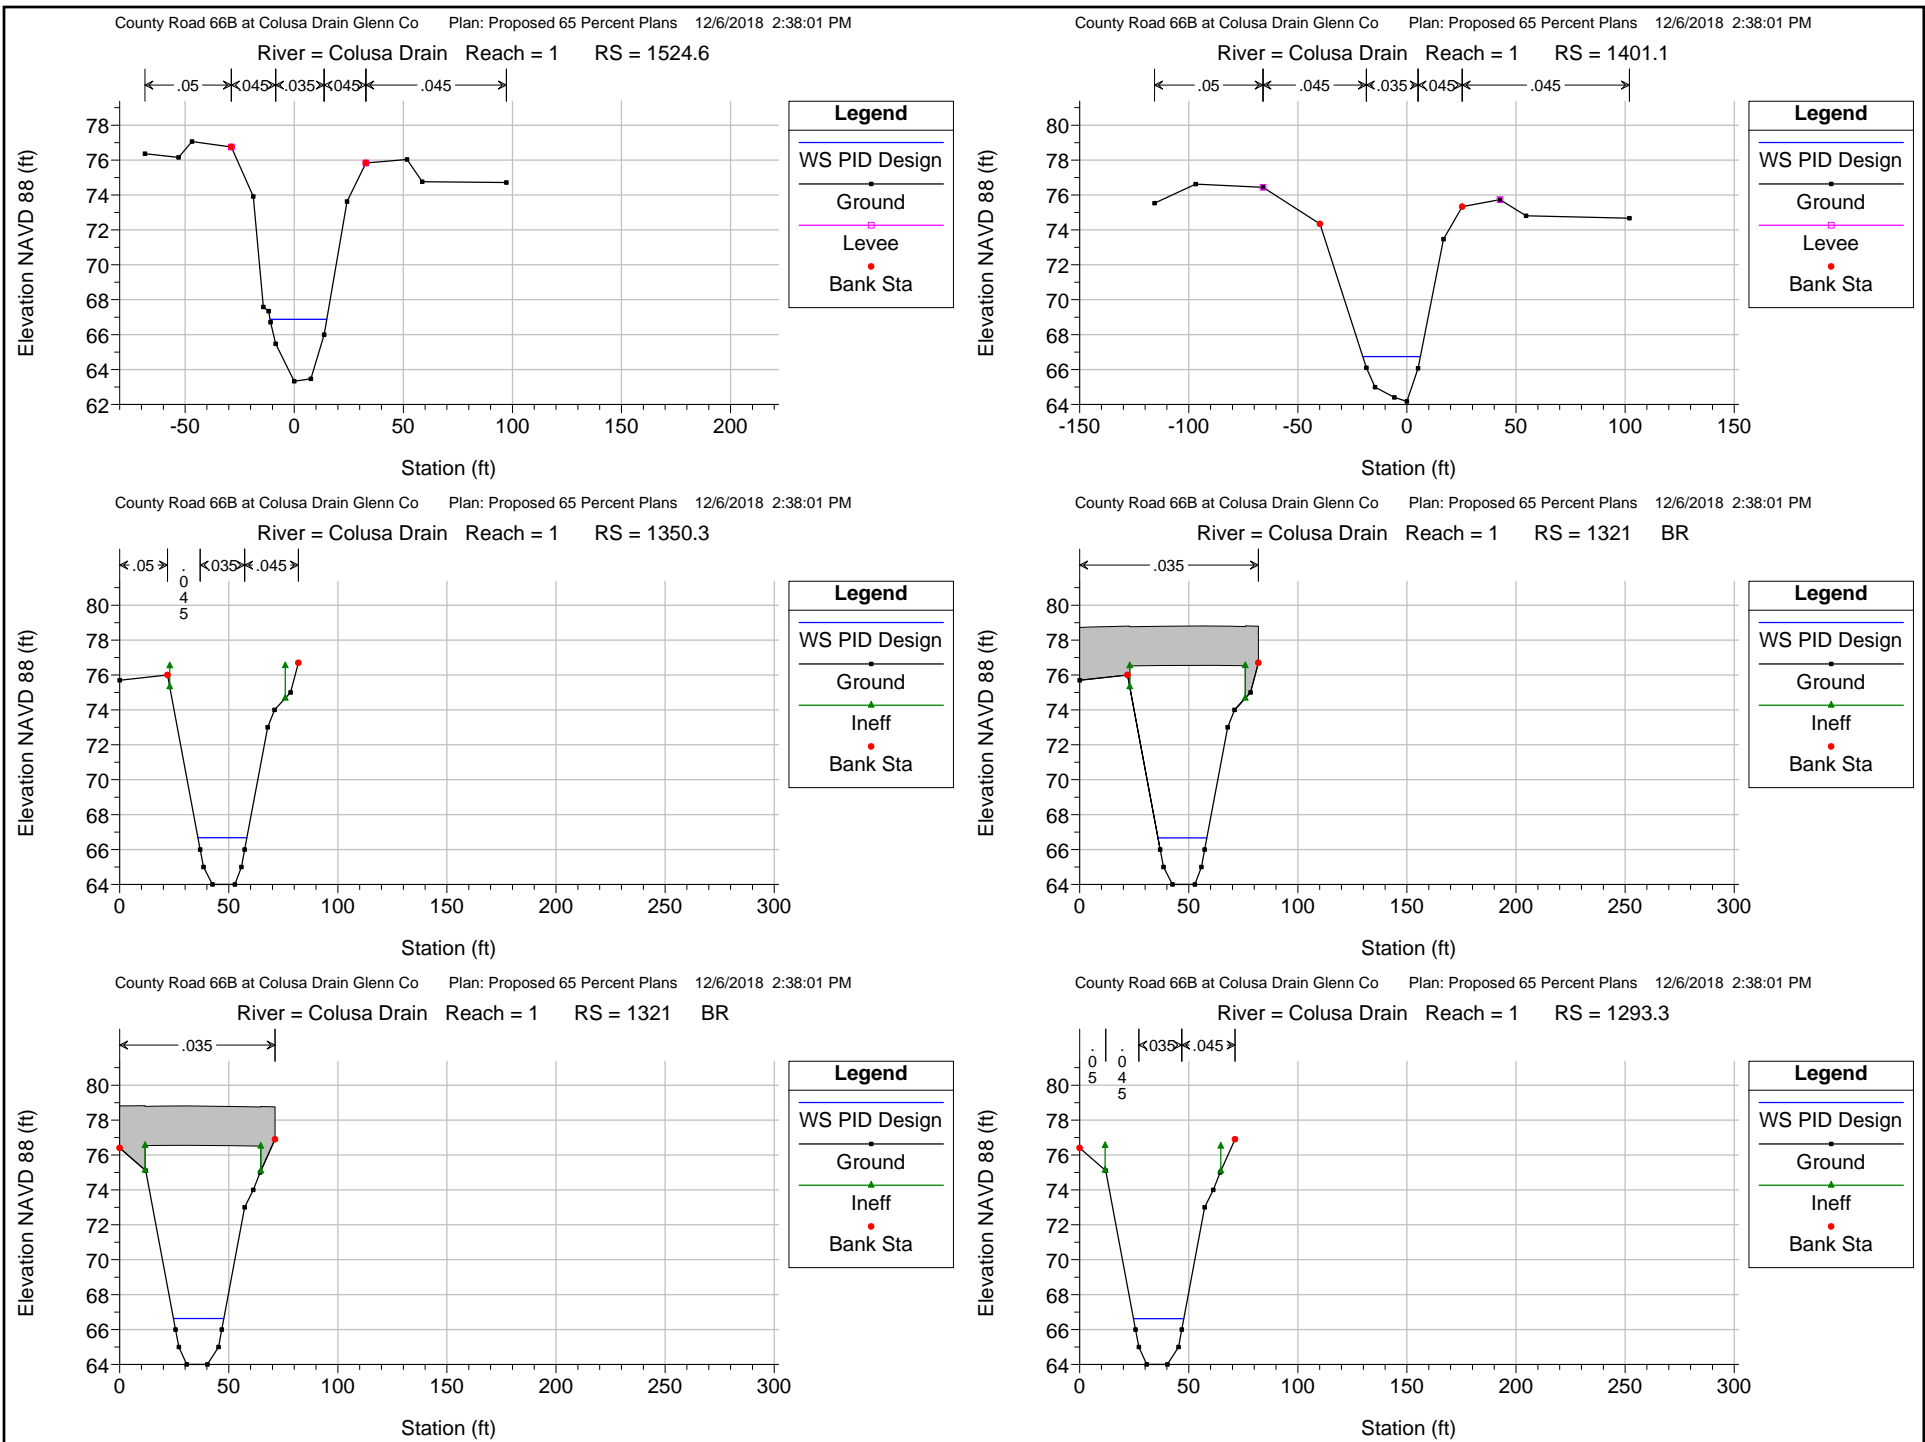 County Road 66B at Colusa Drain Glenn Co Plan: Proposed 65 Percent Plans 12/6/2018 2:38:01 PM
River = Colusa Drain Reach = 1 RS = 1524.6
.05 .045 .035 .045 .045
Elevation NAVD 88 (ft)
78
76
74
72
70
68
66
64
62
-50 0 50 100 150 200
Station (ft)
Legend
WS PID Design
Ground
Levee
Bank Sta
County Road 66B at Colusa Drain Glenn Co Plan: Proposed 65 Percent Plans 12/6/2018 2:38:01 PM
River = Colusa Drain Reach = 1 RS = 1401.1
.05 .045 .035 .045 .045
Elevation NAVD 88 (ft)
80
78
76
74
72
70
68
66
64
-150 -100 -50 0 50 100 150
Station (ft)
Legend
WS PID Design
Ground
Levee
Bank Sta
County Road 66B at Colusa Drain Glenn Co Plan: Proposed 65 Percent Plans 12/6/2018 2:38:01 PM
River = Colusa Drain Reach = 1 RS = 1350.3
.05 .045 .035 .045
Elevation NAVD 88 (ft)
80
78
76
74
72
70
68
66
64
0 50 100 150 200 250 300
Station (ft)
Legend
WS PID Design
Ground
Ineff
Bank Sta
County Road 66B at Colusa Drain Glenn Co Plan: Proposed 65 Percent Plans 12/6/2018 2:38:01 PM
River = Colusa Drain Reach = 1 RS = 1321 BR
.035
Elevation NAVD 88 (ft)
80
78
76
74
72
70
68
66
64
0 50 100 150 200 250 300
Station (ft)
Legend
WS PID Design
Ground
Ineff
Bank Sta
County Road 66B at Colusa Drain Glenn Co Plan: Proposed 65 Percent Plans 12/6/2018 2:38:01 PM
River = Colusa Drain Reach = 1 RS = 1321 BR
.035
Elevation NAVD 88 (ft)
80
78
76
74
72
70
68
66
64
0 50 100 150 200 250 300
Station (ft)
Legend
WS PID Design
Ground
Ineff
Bank Sta
County Road 66B at Colusa Drain Glenn Co Plan: Proposed 65 Percent Plans 12/6/2018 2:38:01 PM
River = Colusa Drain Reach = 1 RS = 1293.3
.05 .045 .035 .045
Elevation NAVD 88 (ft)
80
78
76
74
72
70
68
66
64
0 50 100 150 200 250 300
Station (ft)
Legend
WS PID Design
Ground
Ineff
Bank Sta